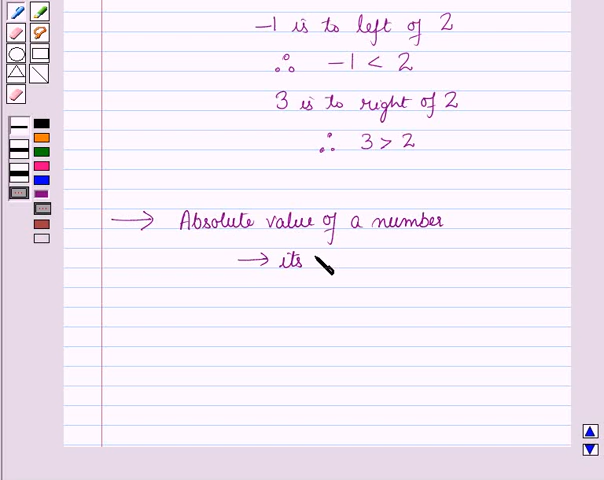 -1 is to left of 2
∴ -1 < 2
3 is to right of 2
∴ 3 > 2
→ Absolute value of a number
→ its